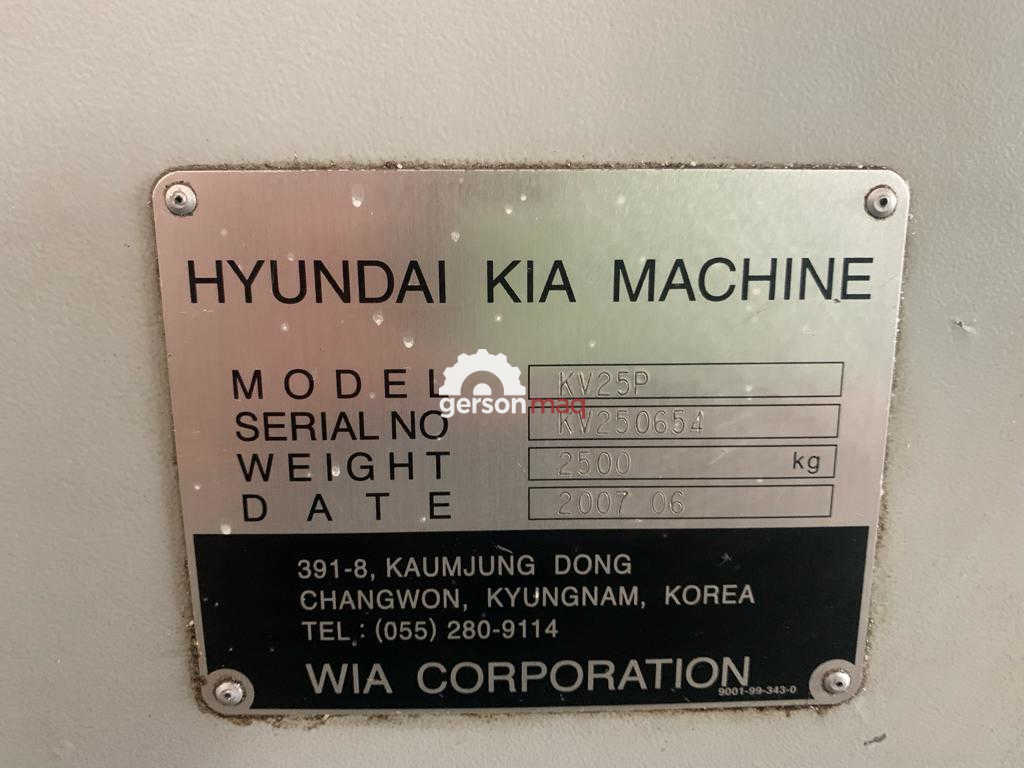 HYUNDAI KIA MACHINE
MODEL KV25P
gersonmaq
SERIAL NO KV250654
WEIGHT 2500 kg
DATE 2007 06
391-8, KAUMJUNG DONG
CHANGWON, KYUNGNAM, KOREA
TEL : (055) 280-9114
WIA CORPORATION
9001-99-343-0